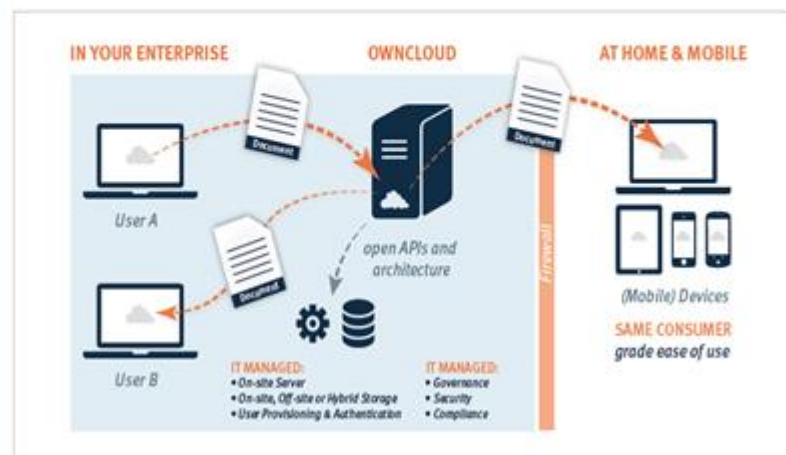 IN YOUR ENTERPRISE
OWNCLOUD
AT HOME & MOBILE
Document
Document
User A
Document
open APIs and
architecture
Firewall
(Mobile) Devices
SAME CONSUMER
grade ease of use
User B
IT MANAGED:
• On-site Server
• On-site, Off-site or Hybrid Storage
• User Provisioning & Authentication
IT MANAGED:
• Governance
• Security
• Compliance